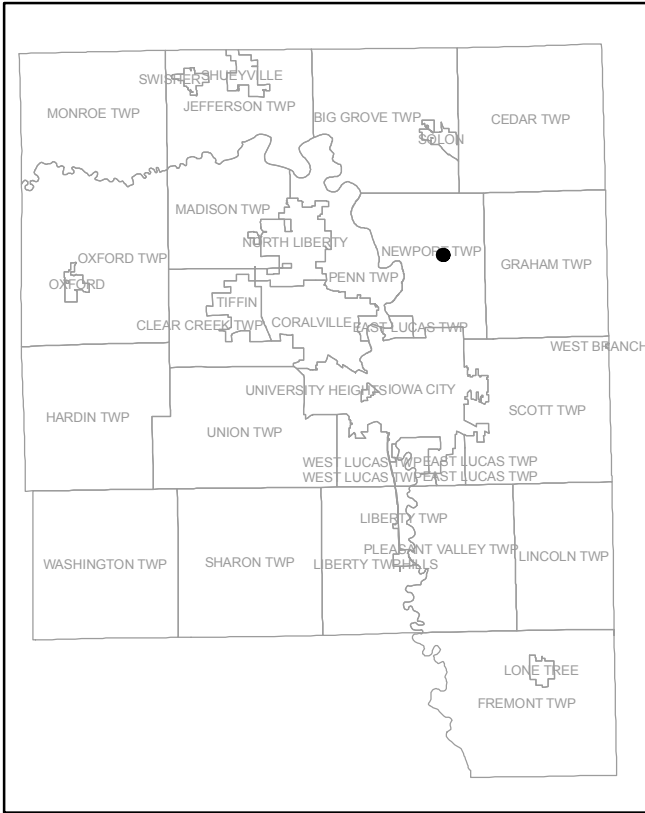 SHUEYVILLE
SWISHER
JEFFERSON TWP
MONROE TWP
BIG GROVE TWP
CEDAR TWP
SOLON
MADISON TWP
NORTH LIBERTY
NEWPORT TWP
OXFORD TWP
GRAHAM TWP
PENN TWP
OXFORD
TIFFIN
CLEAR CREEK TWP
CORALVILLE
EAST LUCAS TWP
WEST BRANCH
UNIVERSITY HEIGHTS
IOWA CITY
HARDIN TWP
SCOTT TWP
UNION TWP
WEST LUCAS TWP
EAST LUCAS TWP
WEST LUCAS TWP
EAST LUCAS TWP
LIBERTY TWP
PLEASANT VALLEY TWP
LINCOLN TWP
WASHINGTON TWP
SHARON TWP
LIBERTY TWP
HILLS
LONE TREE
FREMONT TWP